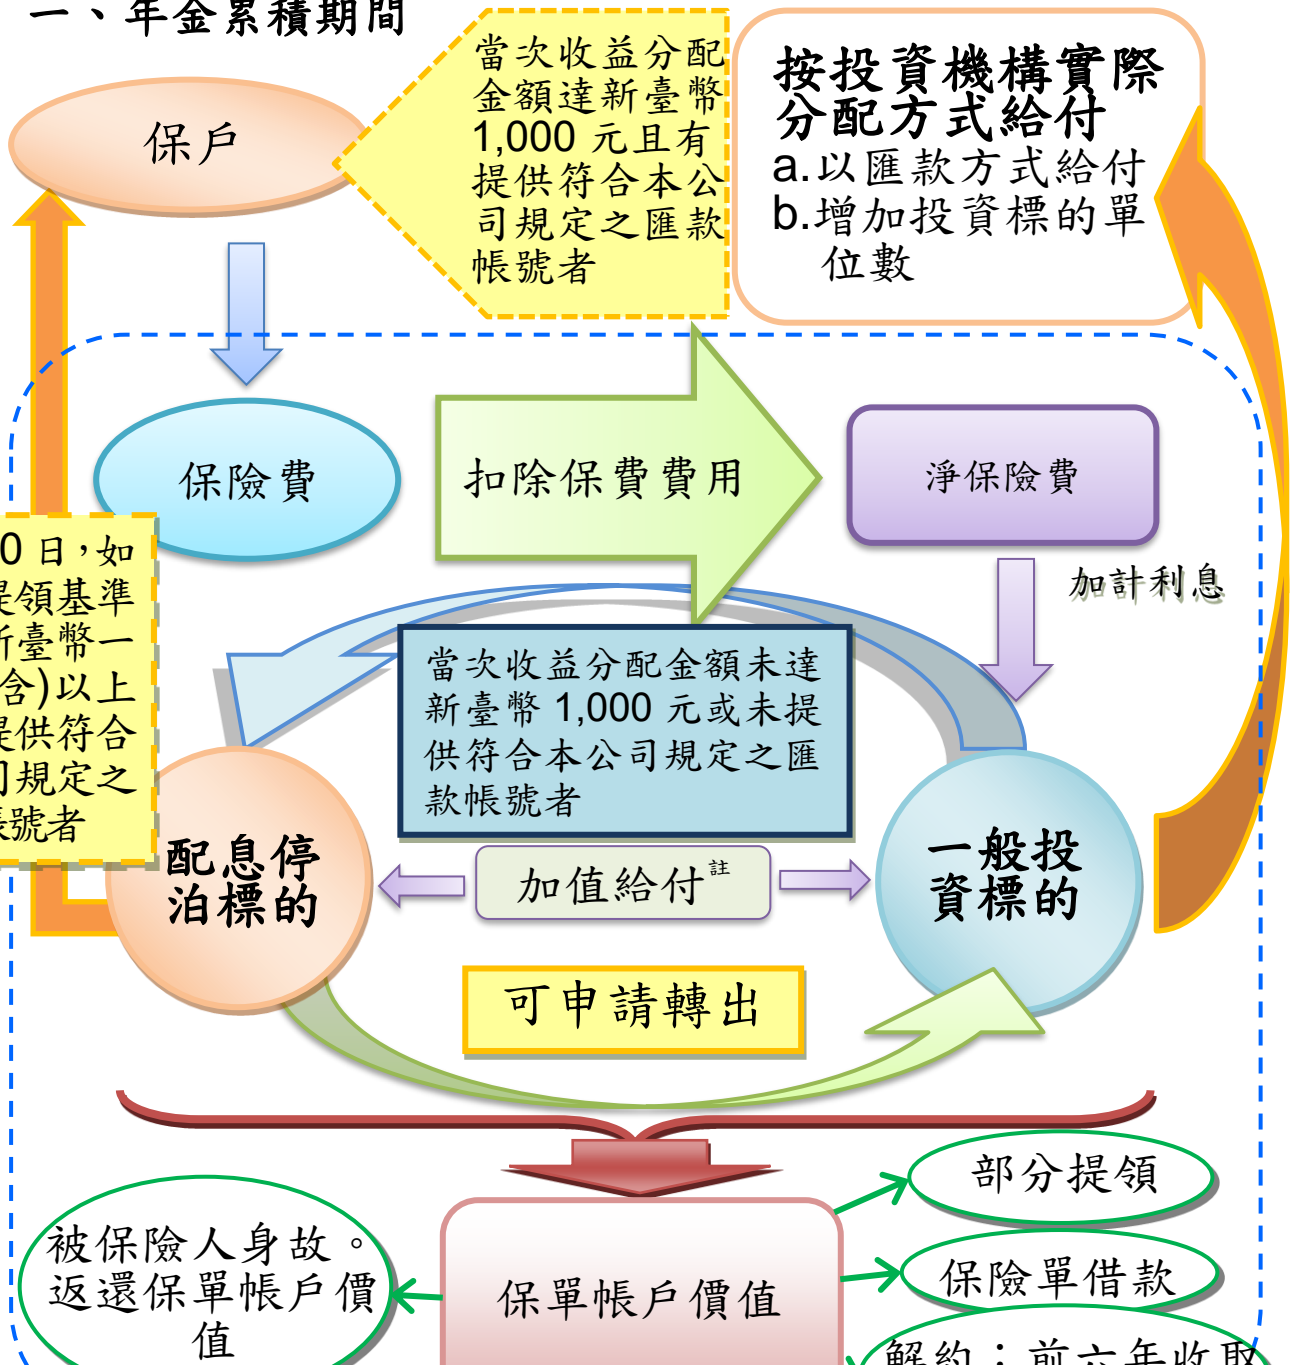 一、年金累積期間
保戶
當次收益分配
金額達新臺幣
1,000 元且有
提供符合本公
司規定之匯款
帳號者
按投資機構實際
分配方式給付
a.以匯款方式給付
b.增加投資標的單
位數
保險費
扣除保費費用
淨保險費
加計利息
0 日，如
提領基準
新臺幣一
含)以上
提供符合
司規定之
帳號者
當次收益分配金額未達
新臺幣 1,000 元或未提
供符合本公司規定之匯
款帳號者
配息停
泊標的
加值給付註
一般投
資標的
可申請轉出
部分提領
被保險人身故。
返還保單帳戶價
值
保單帳戶價值
保險單借款
解約：前六年收取